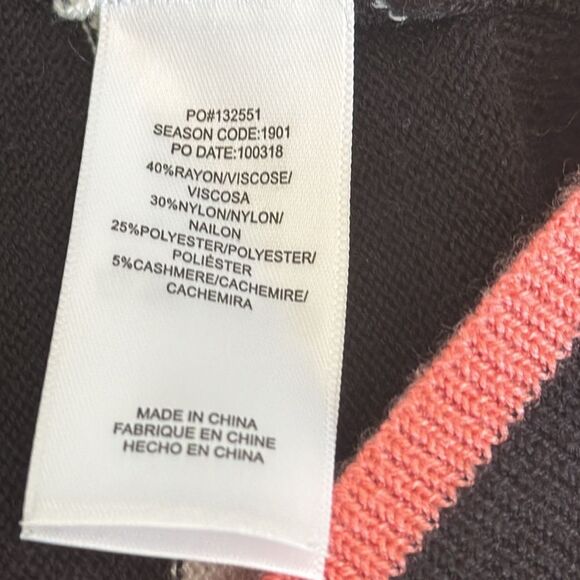 PO#132551
SEASON CODE:1901
PO DATE:100318
40%RAYON/VISCOSE/
VISCOSA
30%NYLON/NYLON/
NAILON
25%POLYESTER/POLYESTER/
POLIÉSTER
5%CASHMERE/CACHEMIRE/
CACHEMIRA
MADE IN CHINA
FABRIQUE EN CHINE
HECHO EN CHINA